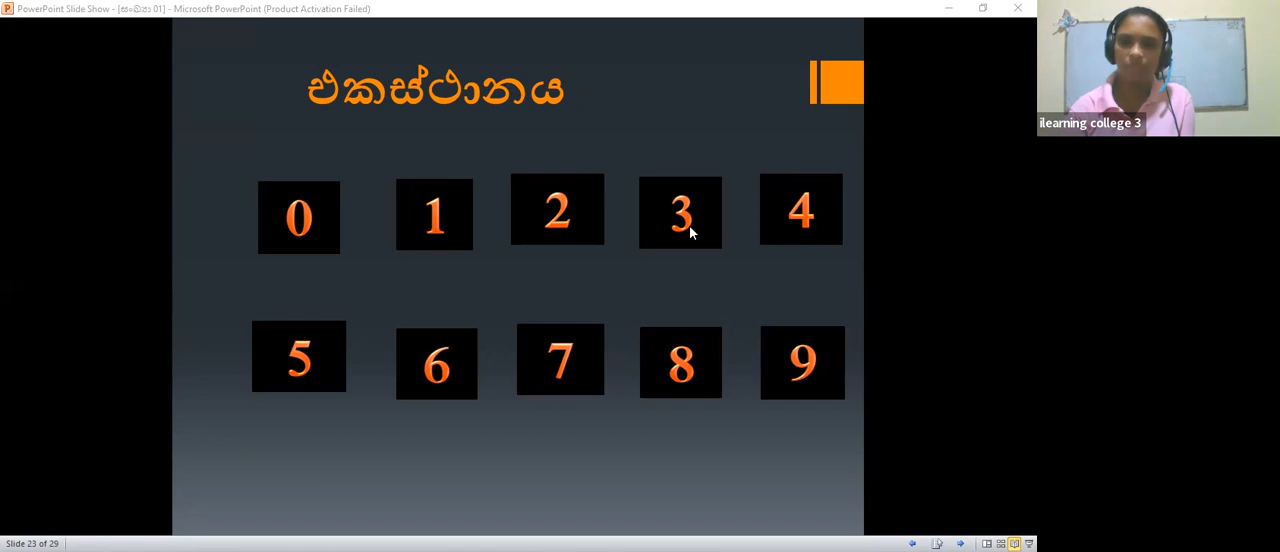 PowerPoint Slide Show - [සංඛ්‍යා 01] - Microsoft PowerPoint (Product Activation Failed)
ilearning college 3
එකස්ථානය
0 1 2 3 4
5 6 7 8 9
Slide 23 of 29